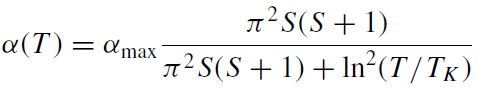 α(T) = α_max π²S(S + 1) / (π²S(S + 1) + ln²(T/T_K))